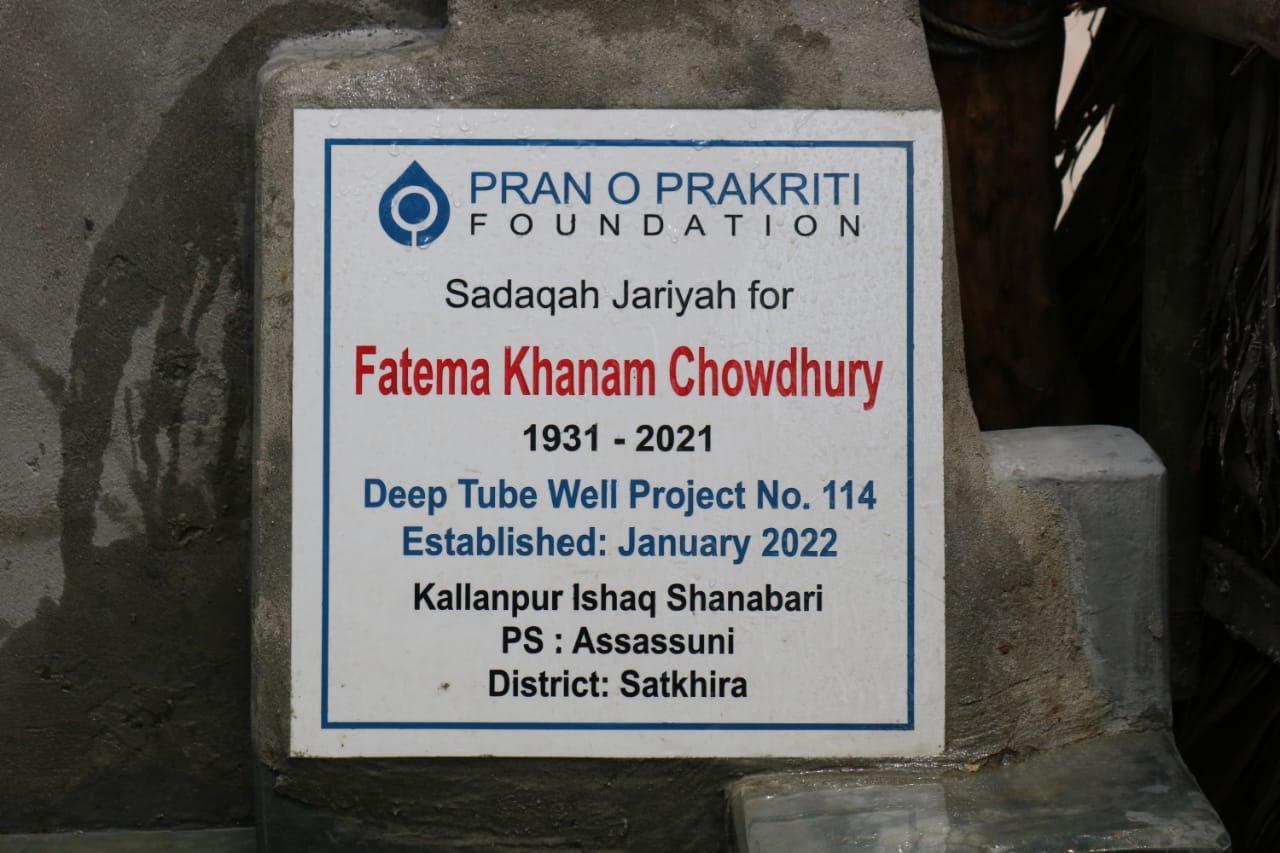 PRAN O PRAKRITI
FOUNDATION
Sadaqah Jariyah for
Fatema Khanam Chowdhury
1931 - 2021
Deep Tube Well Project No. 114
Established: January 2022
Kallanpur Ishaq Shanabari
PS : Assassuni
District: Satkhira